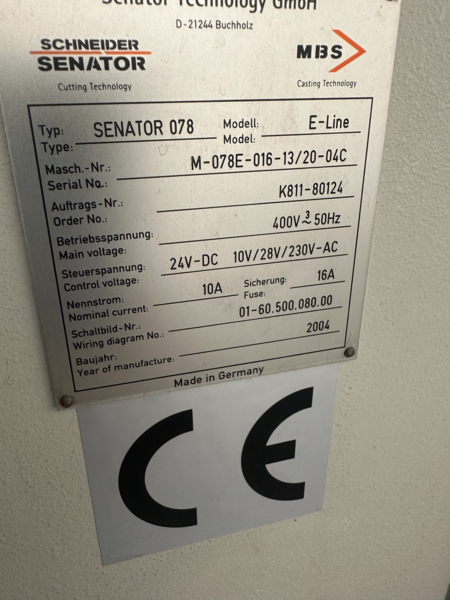 Senator Technology GmbH
D-21244 Buchholz
SCHNEIDER
SENATOR
Cutting Technology
MBS
Casting Technology
Typ:
Type: SENATOR 078
Modell:
Model: E-Line
Masch.-Nr.:
Serial No.: M-078E-016-13/20-04C
Auftrags-Nr.:
Order No.: K811-80124
Betriebsspannung:
Main voltage: 400V 3~ 50Hz
Steuerspannung:
Control voltage: 24V-DC 10V/28V/230V-AC
Nennstrom:
Nominal current: 10A
Sicherung:
Fuse: 16A
Schaltbild-Nr.:
Wiring diagram No.: 01-60.500.080.00
Baujahr:
Year of manufacture: 2004
Made in Germany
CE